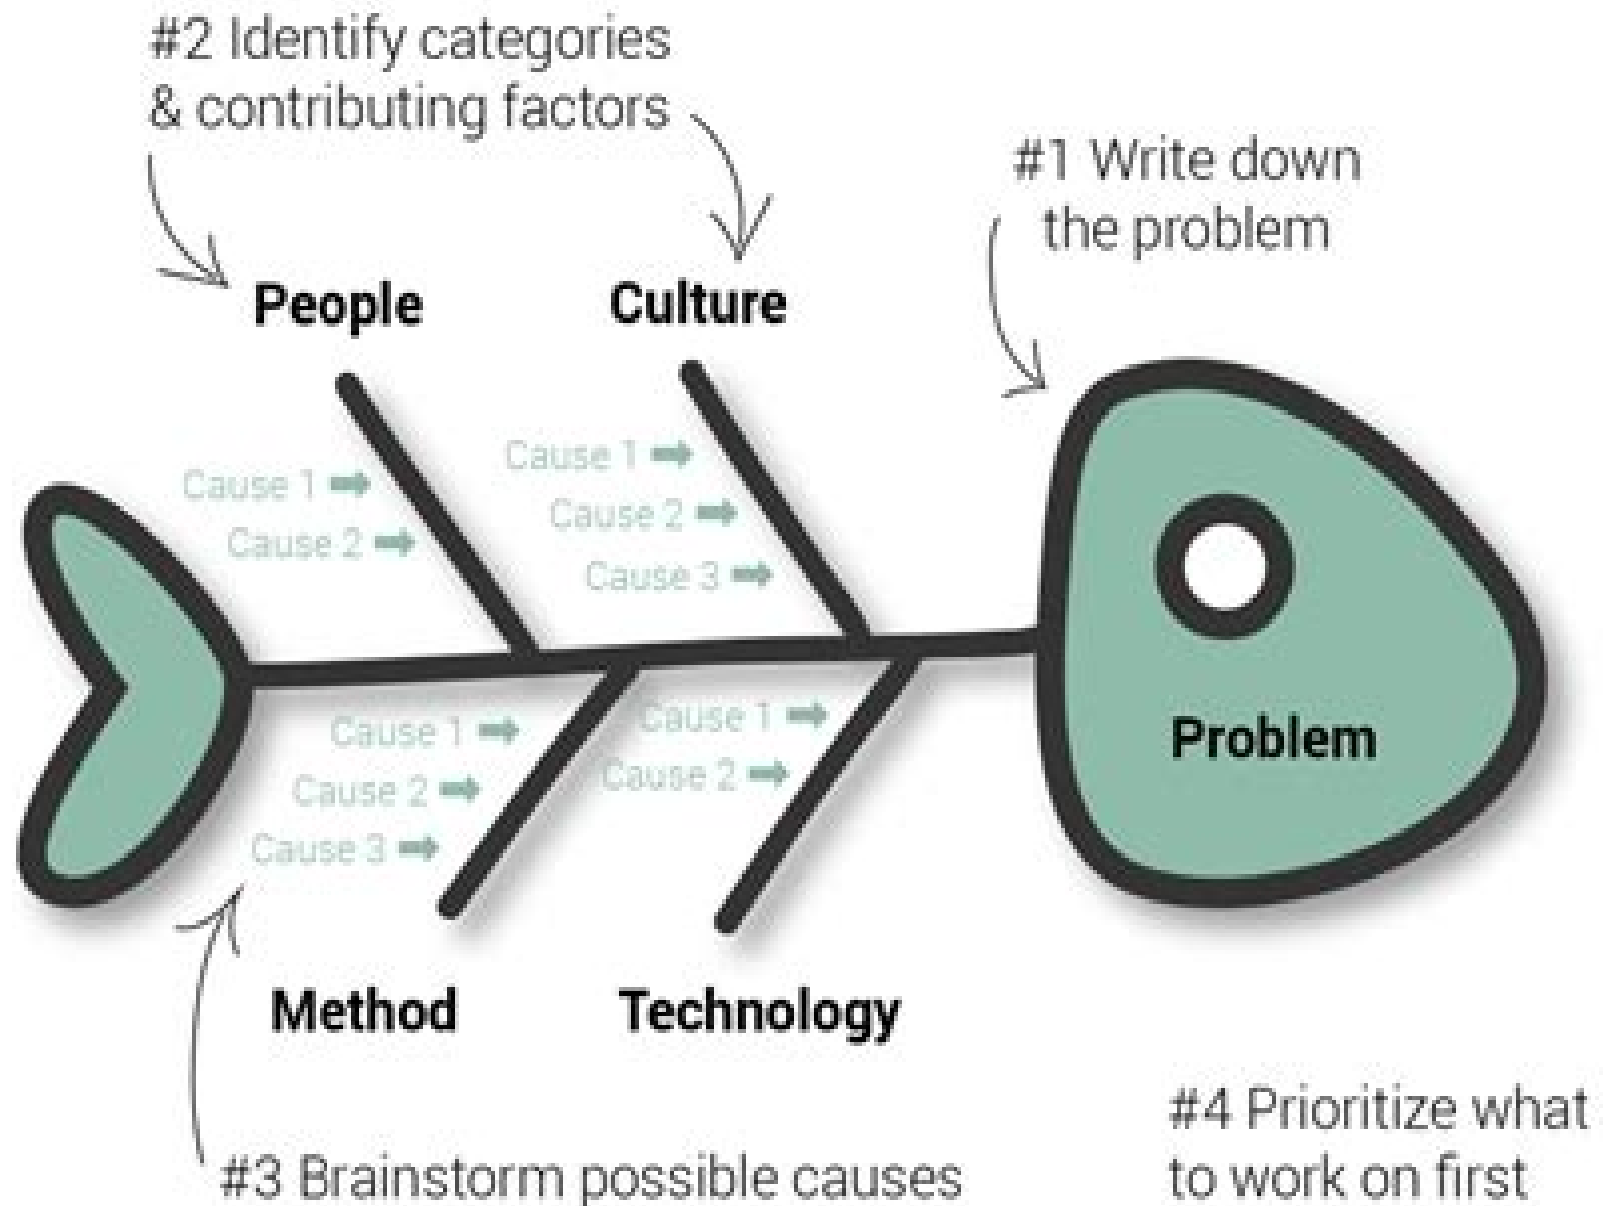 #2 Identify categories
& contributing factors
#1 Write down
the problem
People
Culture
Cause 1
Cause 2
Cause 1
Cause 2
Cause 3
Problem
Cause 1
Cause 2
Cause 3
Cause 1
Cause 2
Method
Technology
#3 Brainstorm possible causes
#4 Prioritize what
to work on first